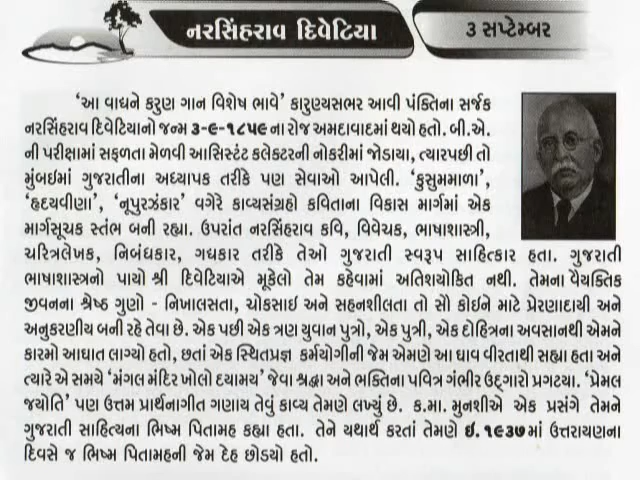 નરસિંહરાવ દિવેટિયા
૩ સપ્ટેમ્બર
‘આ વાદ્યને કરુણ ગાન વિશેષ ભાવે’ કારુણ્યસભર આવી પંક્તિના સર્જક
નરસિંહરાવ દિવેટિયાનો જન્મ ૩-૯-૧૮૫૯ ના રોજ અમદાવાદમાં થયો હતો. બી.એ.
ની પરીક્ષામાં સફળતા મેળવી આસિસ્ટંટ કલેકટરની નોકરીમાં જોડાયા, ત્યારપછી તો
મુંબઈમાં ગુજરાતીના અધ્યાપક તરીકે પણ સેવાઓ આપેલી. ‘કુસુમમાળા’,
‘હૃદયવીણા’, ‘નૂપુરઝંકાર’ વગેરે કાવ્યસંગ્રહો કવિતાના વિકાસ માર્ગમાં એક
માર્ગસૂચક સ્તંભ બની રહ્યા. ઉપરાંત નરસિંહરાવ કવિ, વિવેચક, ભાષાશાસ્ત્રી,
ચરિત્રલેખક, નિબંધકાર, ગદ્યકાર તરીકે તેઓ ગુજરાતી સ્વરૂપ સાહિત્કાર હતા. ગુજરાતી
ભાષાશાસ્ત્રનો પાયો શ્રી દિવેટિયાએ મૂકેલો તેમ કહેવામાં અતિશયોકિત નથી. તેમના વૈયક્તિક
જીવનના શ્રેષ્ઠ ગુણો - નિખાલસતા, ચોકસાઈ અને સહનશીલતા તો સૌ કોઈને માટે પ્રેરણાદાયી અને
અનુકરણીય બની રહે તેવા છે. એક પછી એક ત્રણ યુવાન પુત્રો, એક પુત્રી, એક દોહિત્રના અવસાનથી એમને
કારમો આઘાત લાગ્યો હતો, છતાં એક સ્થિતપ્રજ્ઞ કર્મયોગીની જેમ એમણે આ ઘાવ વીરતાથી સહ્યા હતા અને
ત્યારે એ સમયે ‘મંગલ મંદિર ખોલો દયામય’ જેવા શ્રદ્ધા અને ભક્તિના પવિત્ર ગંભીર ઉદ્‌ગારો પ્રગટયા. ‘પ્રેમલ
જ્યોતિ’ પણ ઉત્તમ પ્રાર્થનાગીત ગણાય તેવું કાવ્ય તેમણે લખ્યું છે. ક.મા. મુનશીએ એક પ્રસંગે તેમને
ગુજરાતી સાહિત્યના ભિષ્મ પિતામહ કહ્યા હતા. તેને યથાર્થ કરતાં તેમણે ઇ. ૧૯૩૭માં ઉત્તરાયણના
દિવસે જ ભિષ્મ પિતામહની જેમ દેહ છોડયો હતો.